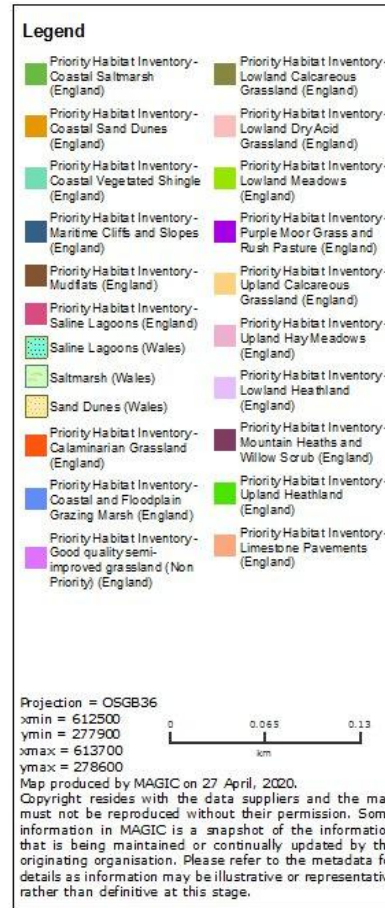 Legend
Priority Habitat Inventory -
Coastal Saltmarsh
(England)
Priority Habitat Inventory -
Coastal Sand Dunes
(England)
Priority Habitat Inventory -
Coastal Vegetated Shingle
(England)
Priority Habitat Inventory -
Maritime Cliffs and Slopes
(England)
Priority Habitat Inventory -
Mudflats (England)
Priority Habitat Inventory -
Saline Lagoons (England)
Saline Lagoons (Wales)
Saltmarsh (Wales)
Sand Dunes (Wales)
Priority Habitat Inventory -
Calaminarian Grassland
(England)
Priority Habitat Inventory -
Coastal and Floodplain
Grazing Marsh (England)
Priority Habitat Inventory -
Good quality semi-
improved grassland (Non
Priority) (England)
Priority Habitat Inventory -
Lowland Calcareous
Grassland (England)
Priority Habitat Inventory -
Lowland Dry Acid
Grassland (England)
Priority Habitat Inventory -
Lowland Meadows
(England)
Priority Habitat Inventory -
Purple Moor Grass and
Rush Pasture (England)
Priority Habitat Inventory -
Upland Calcareous
Grassland (England)
Priority Habitat Inventory -
Upland Hay Meadows
(England)
Priority Habitat Inventory -
Lowland Heathland
(England)
Priority Habitat Inventory -
Mountain Heaths and
Willow Scrub (England)
Priority Habitat Inventory -
Upland Heathland
(England)
Priority Habitat Inventory -
Limestone Pavements
(England)
Projection = OSGB36
xmin = 612500
ymin = 277900
xmax = 613700
ymax = 278600
0 0.065 0.13
km
Map produced by MAGIC on 27 April, 2020.
Copyright resides with the data suppliers and the ma
must not be reproduced without their permission. Som
information in MAGIC is a snapshot of the informatio
that is being maintained or continually updated by th
originating organisation. Please refer to the metadata fo
details as information may be illustrative or representativ
rather than definitive at this stage.